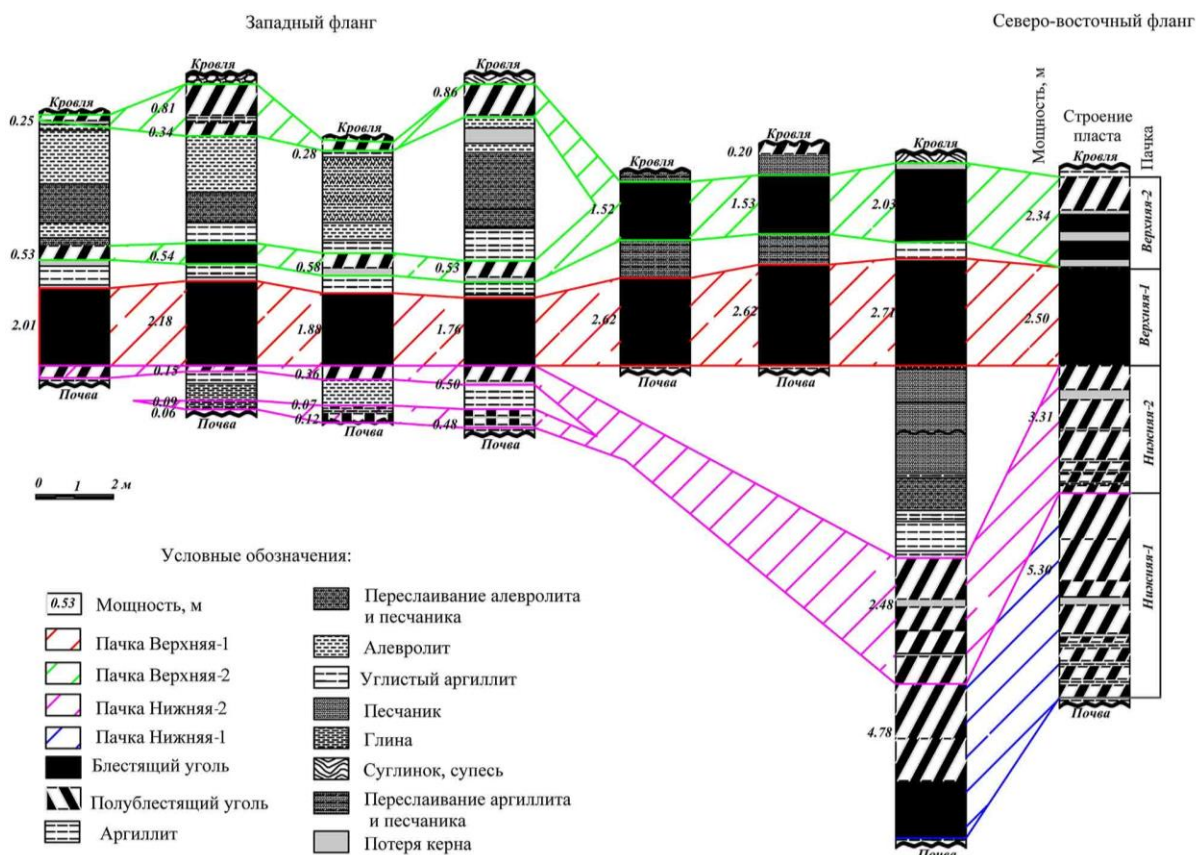 Западный фланг
Северо-восточный фланг
Кровля
Кровля
Кровля
Кровля
Кровля
Кровля
Кровля
Кровля
Мощность, м
Строение
пласта
Пачка
0.25
0.81
0.34
0.28
0.86
1.52
0.20
1.53
2.03
2.34
Верхняя-2
0.53
0.54
0.58
0.53
2.01
2.18
1.88
1.76
2.62
2.62
2.71
2.50
Верхняя-1
0.13
0.36
0.50
0.09
0.06
0.07
0.12
0.48
3.31
Нижняя-2
Почва
Почва
Почва
Почва
Почва
Почва
2.48
5.30
Нижняя-1
4.78
Почва
Почва
0 1 2 м
Условные обозначения:
0.53 Мощность, м
Пачка Верхняя-1
Пачка Верхняя-2
Пачка Нижняя-2
Пачка Нижняя-1
Блестящий уголь
Полублестящий уголь
Аргиллит
Переслаивание алевролита
и песчаника
Алевролит
Углистый аргиллит
Песчаник
Глина
Суглинок, супесь
Переслаивание аргиллита
и песчаника
Потеря керна